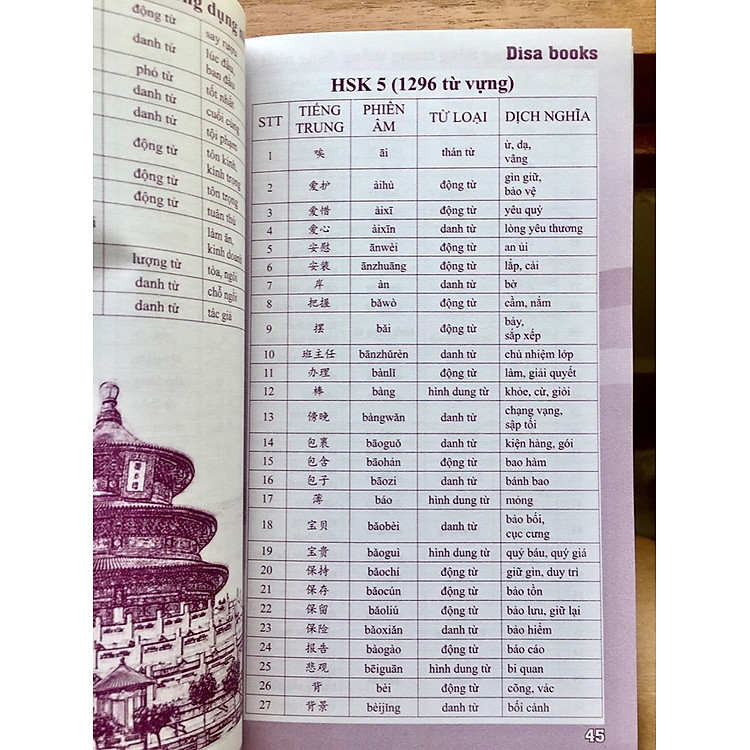 ng dụng
động từ say rượu
danh từ lúc đầu
phó từ ban đầu
danh từ tốt nhất
danh từ cuối cùng
tội phạm
động từ tôn kính
kính trọng
động từ tôn trọng
động từ tuân thủ
làm ăn,
kinh doanh
lượng từ tòa, ngôi
danh từ chỗ ngồi
danh từ tác giả
Disa books
HSK 5 (1296 từ vựng)
STT TIẾNG TRUNG PHIÊN ÂM TỪ LOẠI DỊCH NGHĨA
1 唉 āi thán từ ừ, dạ, vâng
2 爱护 àihù động từ gìn giữ, bảo vệ
3 爱惜 àixī động từ yêu quý
4 爱心 àixīn danh từ lòng yêu thương
5 安慰 ānwèi động từ an ủi
6 安装 ānzhuāng động từ lắp, cài
7 岸 àn danh từ bờ
8 把握 bǎwò động từ cầm, nắm
9 摆 bǎi động từ bày, sắp xếp
10 班主任 bānzhǔrèn danh từ chủ nhiệm lớp
11 办理 bànlǐ động từ làm, giải quyết
12 棒 bàng hình dung từ khỏe, cừ, giỏi
13 傍晚 bàngwǎn danh từ chạng vạng, sập tối
14 包裹 bāoguǒ danh từ kiện hàng, gói
15 包含 bāohán động từ bao hàm
16 包子 bāozi danh từ bánh bao
17 薄 báo hình dung từ mỏng
18 宝贝 bǎobèi danh từ bảo bối, cục cưng
19 宝贵 bǎoguì hình dung từ quý báu, quý giá
20 保持 bǎochí động từ giữ gìn, duy trì
21 保存 bǎocún động từ bảo tồn
22 保留 bǎoliú động từ bảo lưu, giữ lại
23 保险 bǎoxiǎn danh từ bảo hiểm
24 报告 bàogào động từ báo cáo
25 悲观 bēiguān hình dung từ bi quan
26 背 bèi động từ cõng, vác
27 背景 bèijǐng danh từ bối cảnh
45